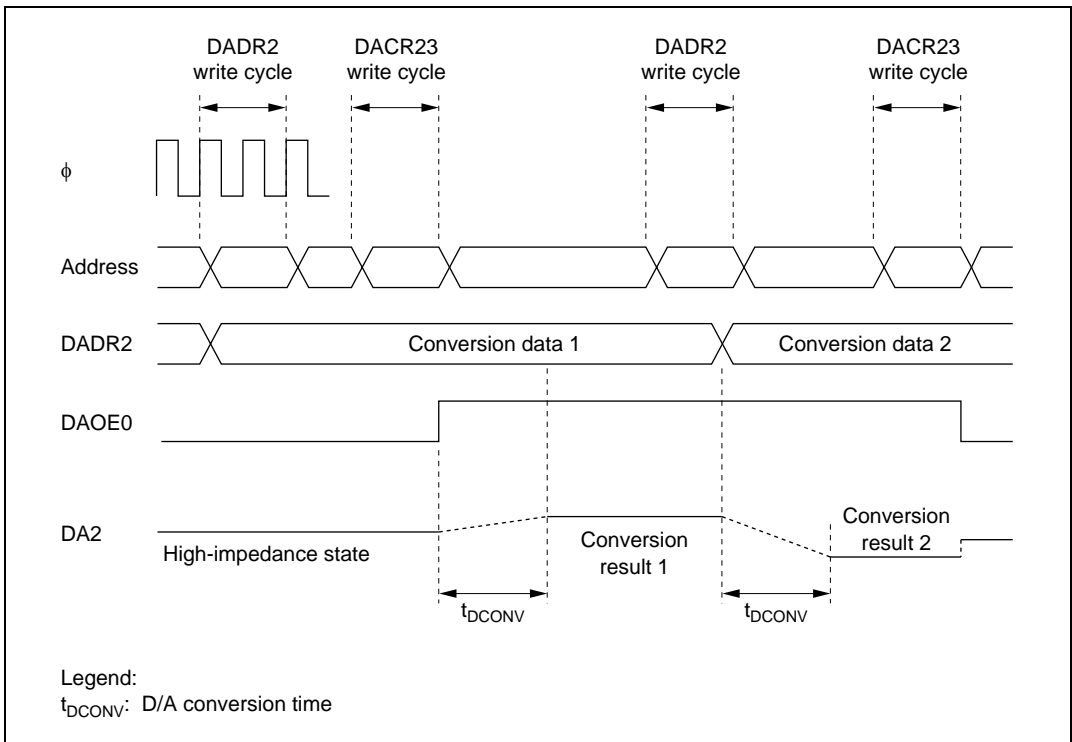 DADR2
write cycle
DACR23
write cycle
DADR2
write cycle
DACR23
write cycle
ϕ
Address
DADR2
Conversion data 1
Conversion data 2
DAOE0
DA2
High-impedance state
Conversion
result 1
Conversion
result 2
tDCONV
tDCONV
Legend:
tDCONV: D/A conversion time